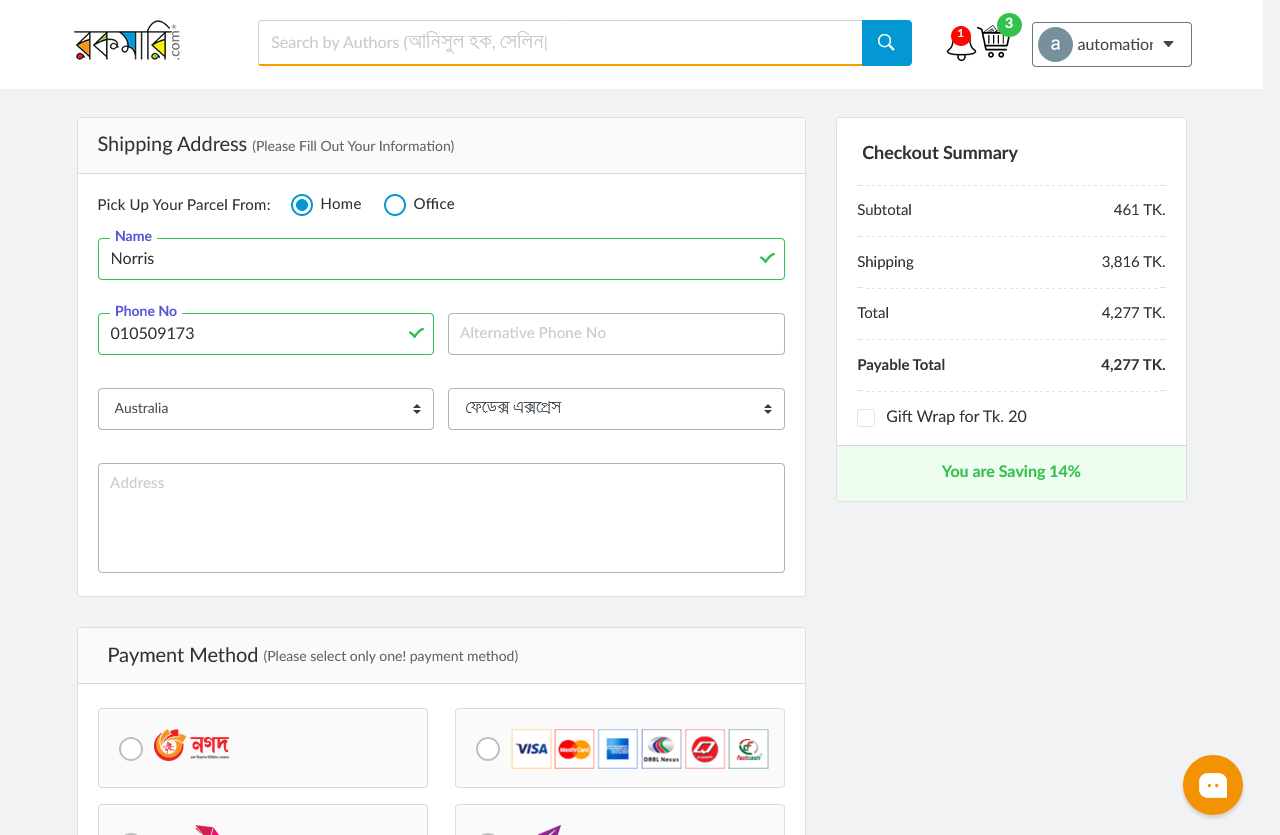 রকমারি.com
Search by Authors (আনিসুল হক, সেলিন|
1
3
a automation
Shipping Address (Please Fill Out Your Information)
Pick Up Your Parcel From: Home Office
Name
Norris
Phone No
010509173
Alternative Phone No
Australia
ফেডেক্স এক্সপ্রেস
Address
Payment Method (Please select only one! payment method)
নগদ
VISA MasterCard DBBL Nexus fastcash
Checkout Summary
Subtotal 461 TK.
Shipping 3,816 TK.
Total 4,277 TK.
Payable Total 4,277 TK.
Gift Wrap for Tk. 20
You are Saving 14%